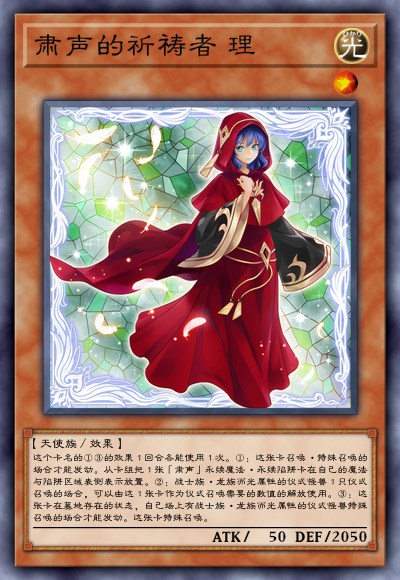 肃声的祈祷者 理
光
【天使族／效果】
这个卡名的①③的效果1回合各能使用1次。①：这张卡召唤·特殊召唤的
场合才能发动。从卡组把1张「肃声」永续魔法·永续陷阱卡在自己的魔法
与陷阱区域表侧表示放置。②：战士族·龙族而光属性的仪式怪兽1只仪式
召唤的场合，可以由这1张卡作为仪式召唤需要的数值的解放使用。③：这
张卡在墓地存在的状态，自己场上有战士族·龙族而光属性的仪式怪兽特殊
召唤的场合才能发动。这张卡特殊召唤。
ATK/ 50 DEF/2050